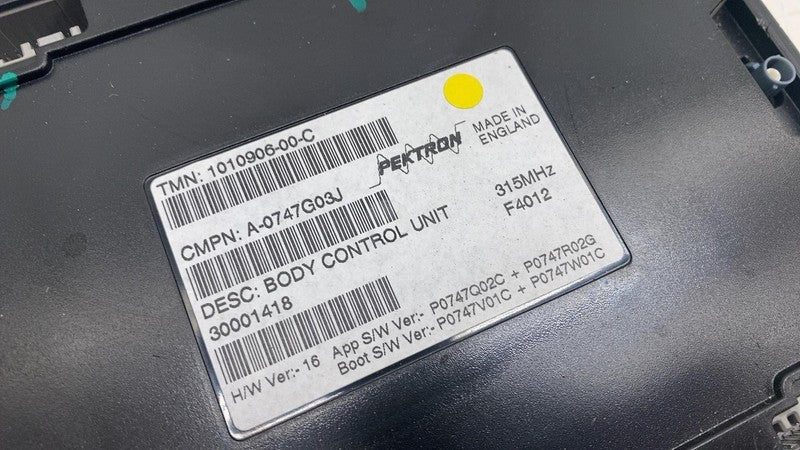 TMN: 1010906-00-C
PEKTRON
MADE IN
ENGLAND
CMPN: A-0747G03J
315MHz
F4012
DESC: BODY CONTROL UNIT
30001418
H/W Ver:- 16 App S/W Ver:- P0747Q02C + P0747R02G
Boot S/W Ver:- P0747V01C + P0747W01C